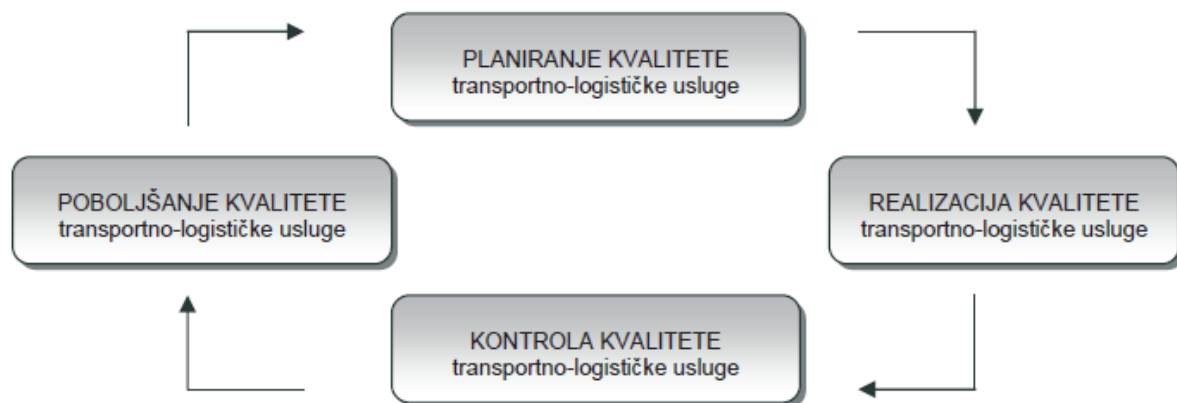 PLANIRANJE KVALITETE
transportno-logističke usluge
POBOLJŠANJE KVALITETE
transportno-logističke usluge
REALIZACIJA KVALITETE
transportno-logističke usluge
KONTROLA KVALITETE
transportno-logističke usluge